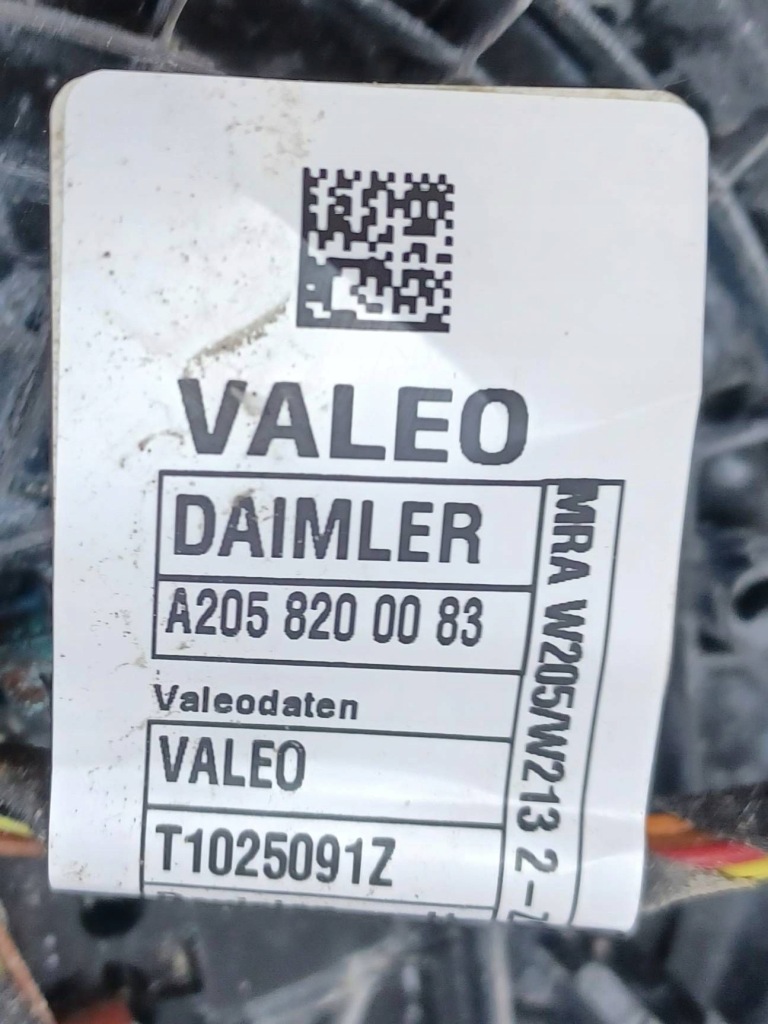 VALEO
DAIMLER
A205 820 00 83
Valeodaten
VALEO
T1025091Z
MRA W205/W213 2-